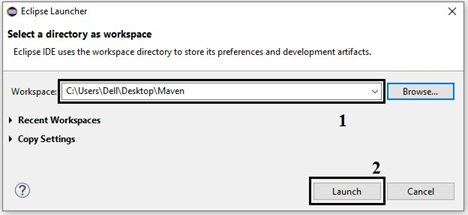 Eclipse Launcher
Select a directory as workspace
Eclipse IDE uses the workspace directory to store its preferences and development artifacts.
Workspace: C:\Users\Dell\Desktop\Maven Browse...
1
Recent Workspaces
Copy Settings
2
? Launch Cancel